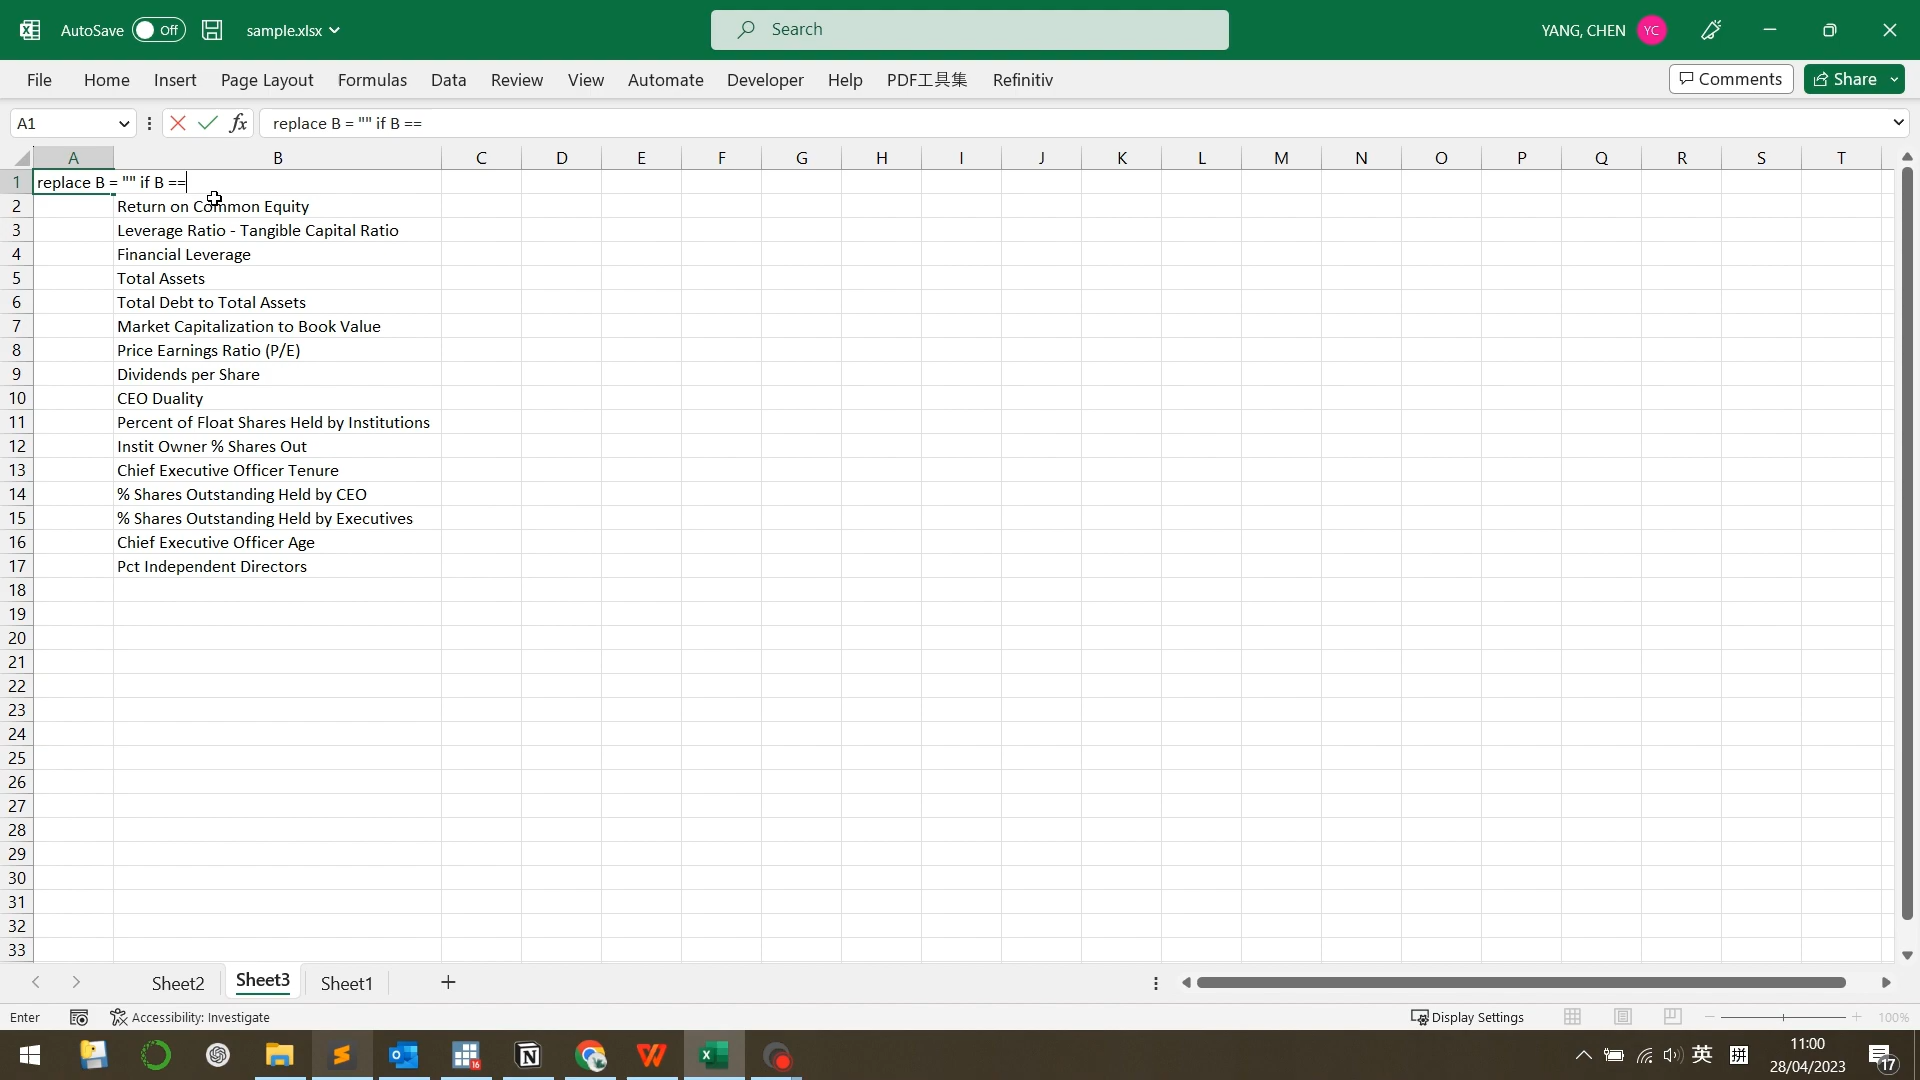 AutoSave Off sample.xlsx Search YANG, CHEN YC
File Home Insert Page Layout Formulas Data Review View Automate Developer Help PDF工具集 Refinitiv Comments Share
A1 fx replace B = "" if B ==
A B C D E F G H I J K L M N O P Q R S T
1 replace B = "" if B ==
2 Return on Common Equity
3 Leverage Ratio - Tangible Capital Ratio
4 Financial Leverage
5 Total Assets
6 Total Debt to Total Assets
7 Market Capitalization to Book Value
8 Price Earnings Ratio (P/E)
9 Dividends per Share
10 CEO Duality
11 Percent of Float Shares Held by Institutions
12 Instit Owner % Shares Out
13 Chief Executive Officer Tenure
14 % Shares Outstanding Held by CEO
15 % Shares Outstanding Held by Executives
16 Chief Executive Officer Age
17 Pct Independent Directors
18
19
20
21
22
23
24
25
26
27
28
29
30
31
32
33
Sheet2 Sheet3 Sheet1
Enter Accessibility: Investigate Display Settings 100%
16 英 拼 11:00
28/04/2023 17